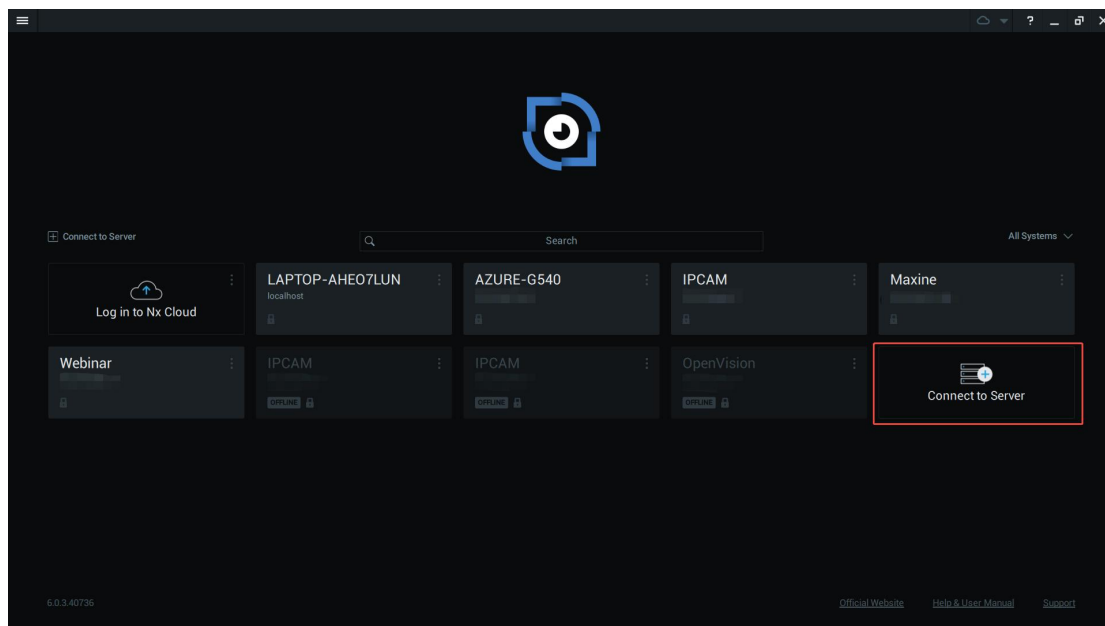 ?
Connect to Server
Search
All Systems
Log in to Nx Cloud
LAPTOP-AHEO7LUN
localhost
AZURE-G540
IPCAM
Maxine
Webinar
IPCAM
OFFLINE
IPCAM
OFFLINE
OpenVision
OFFLINE
Connect to Server
6.0.3.40736
Official Website
Help & User Manual
Support